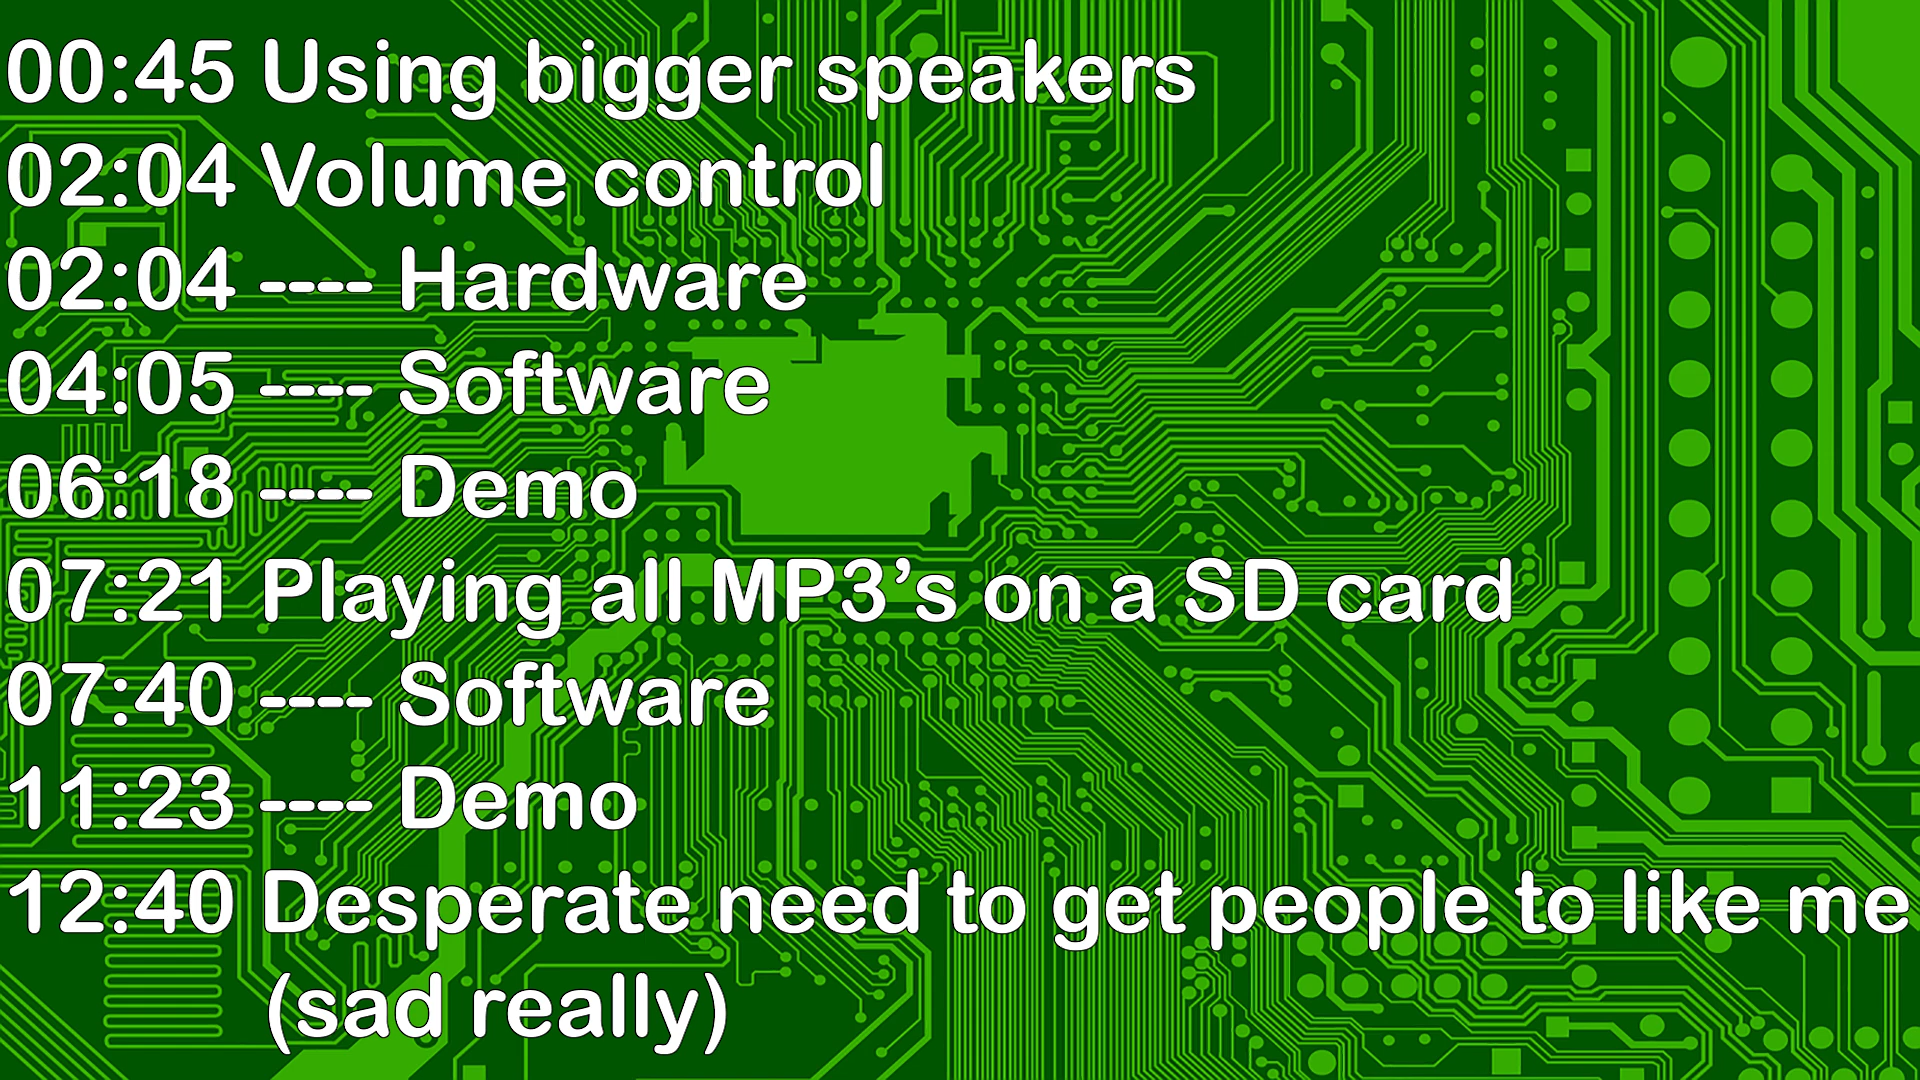 00:45 Using bigger speakers
02:04 Volume control
02:04 ---- Hardware
04:05 ---- Software
06:18 ---- Demo
07:21 Playing all MP3’s on a SD card
07:40 ---- Software
11:23 ---- Demo
12:40 Desperate need to get people to like me
(sad really)